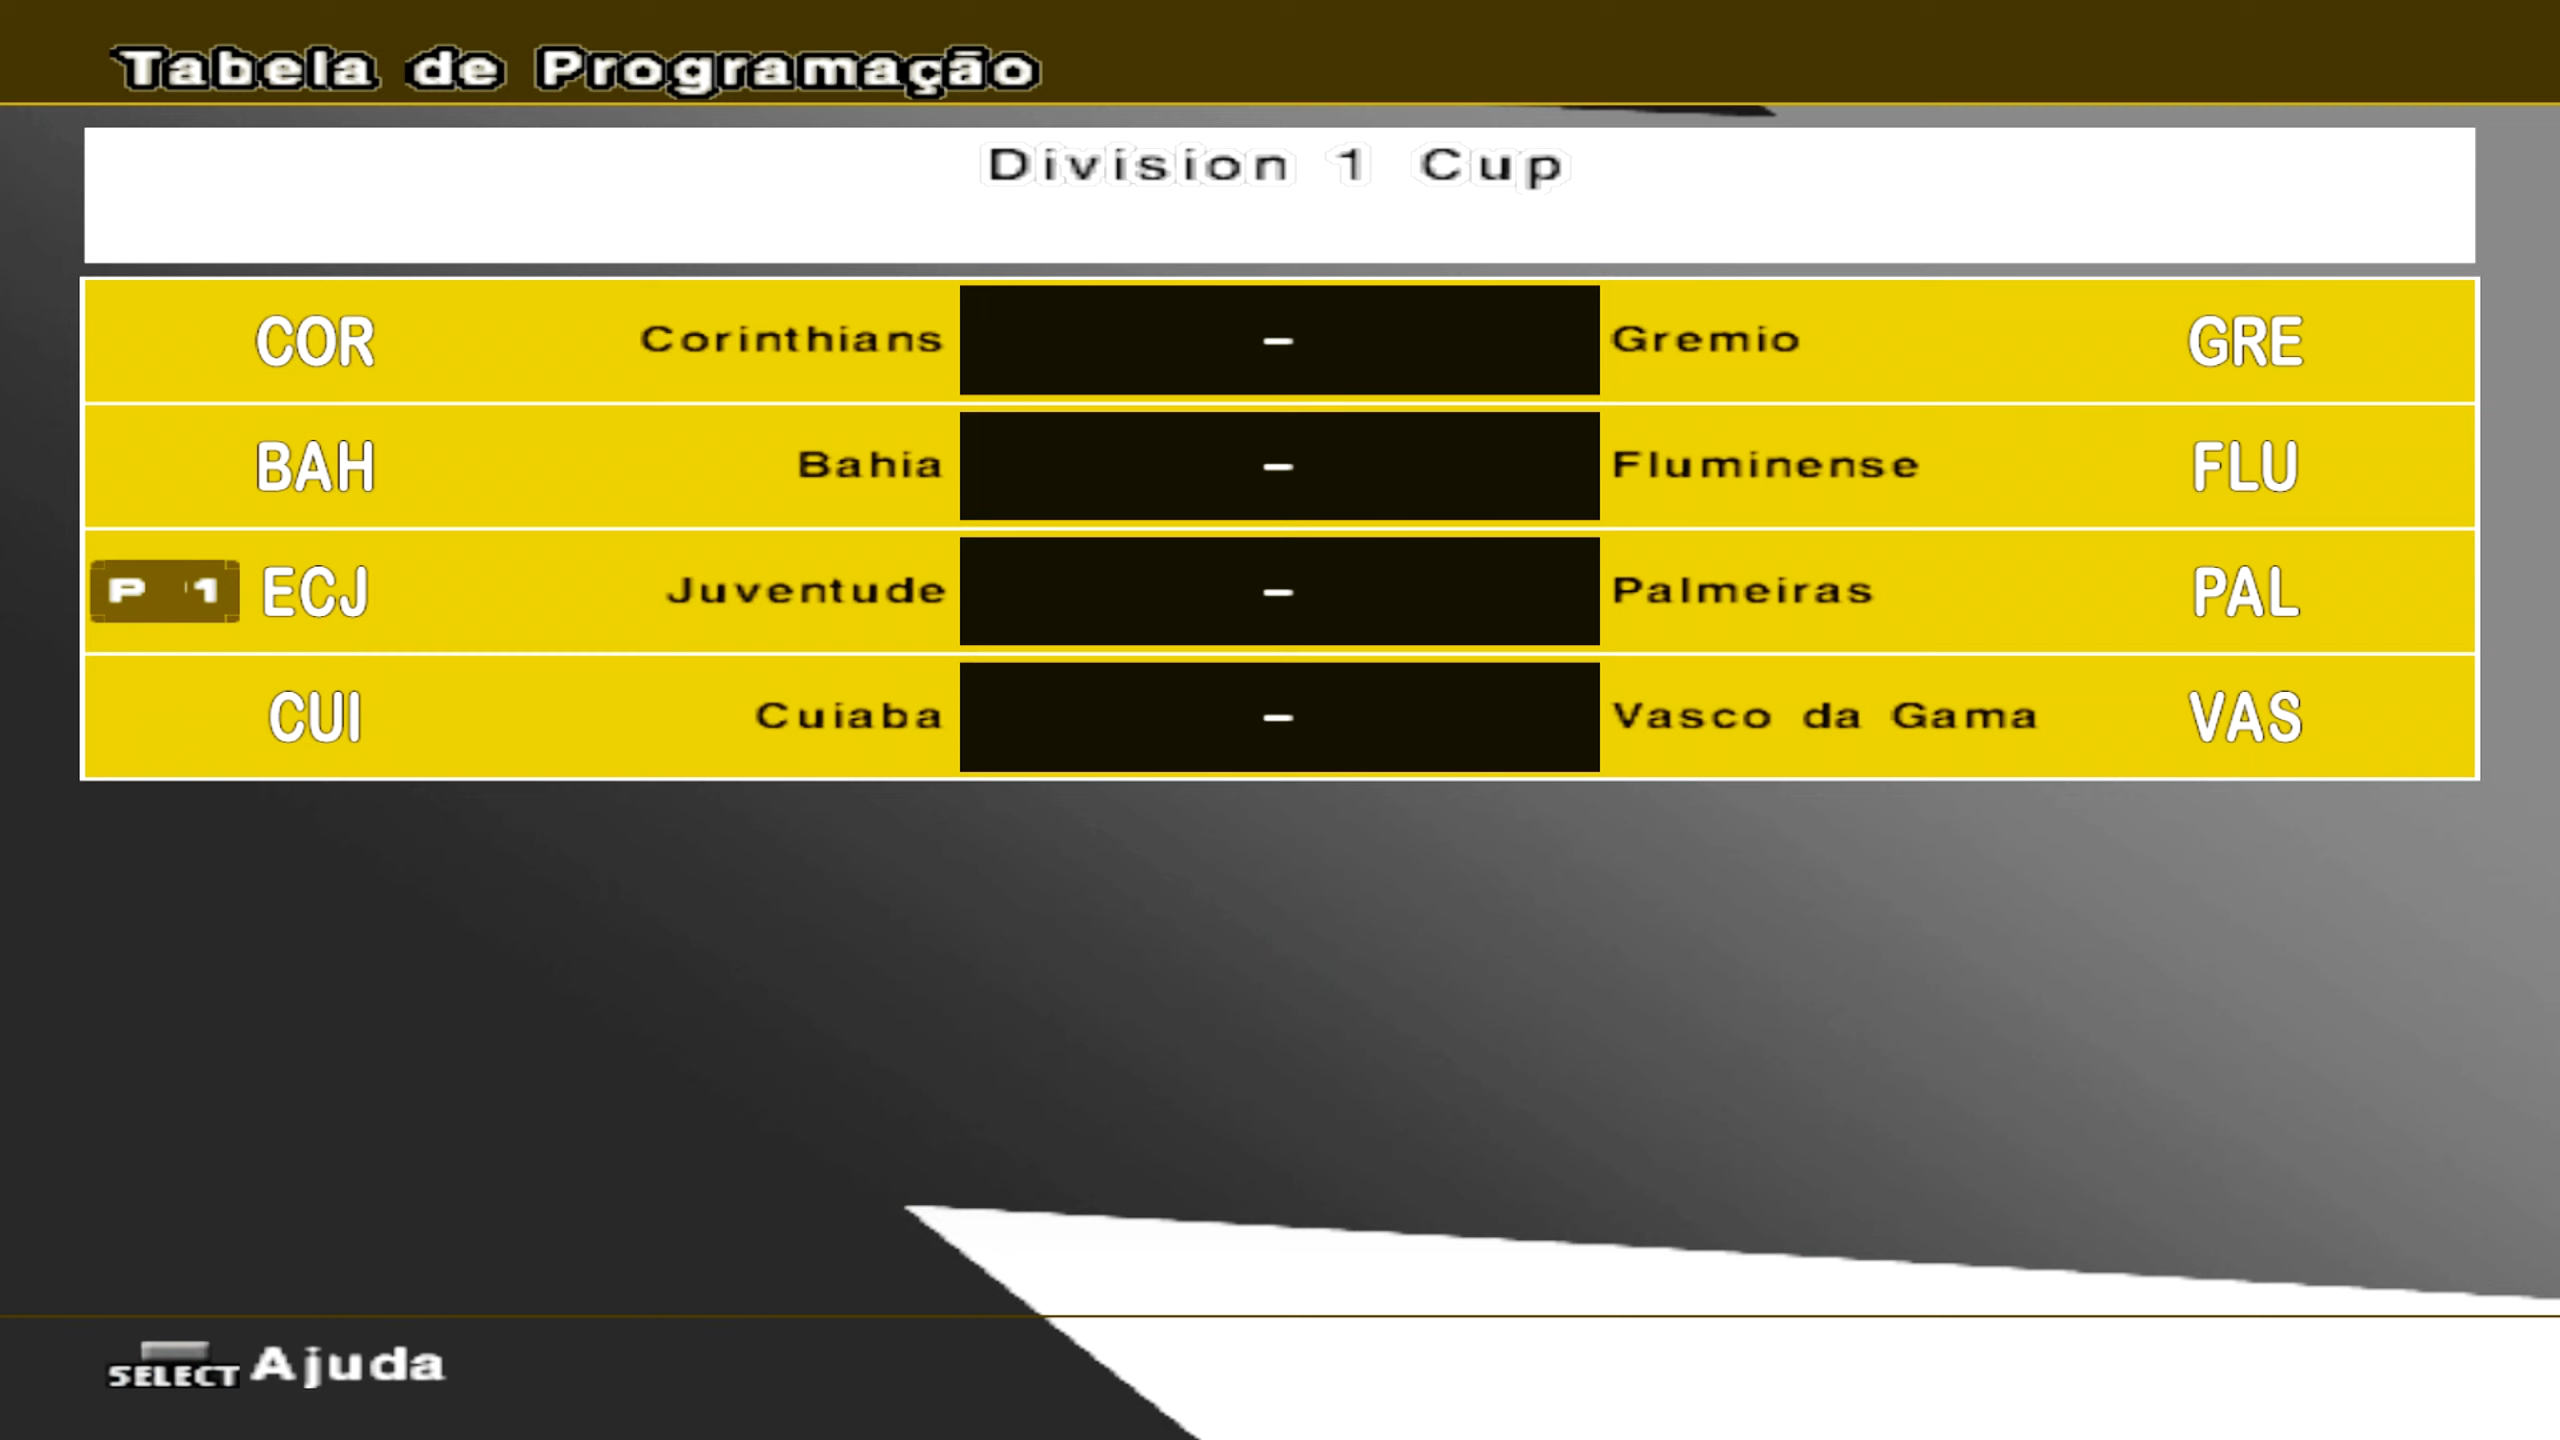 Tabela de Programação
Division 1 Cup
COR Corinthians - Gremio GRE
BAH Bahia - Fluminense FLU
P 1 ECJ Juventude - Palmeiras PAL
CUI Cuiaba - Vasco da Gama VAS
SELECT Ajuda